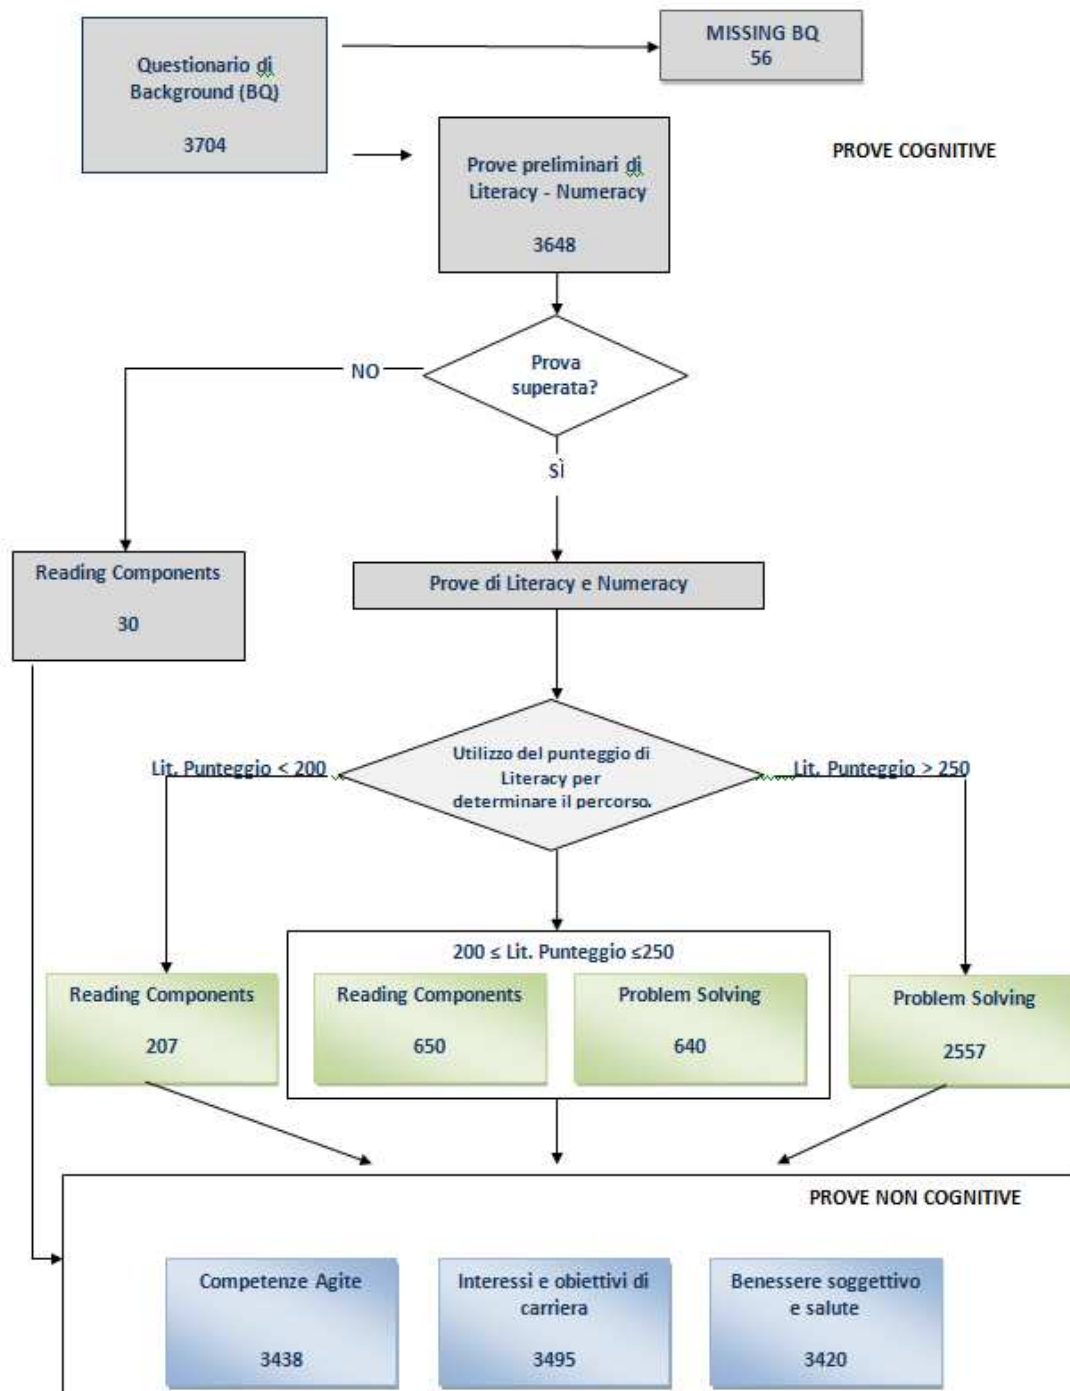 Questionario di
Background (BQ)
3704
MISSING BQ
56
PROVE COGNITIVE
Prove preliminari di
Literacy - Numeracy
3648
Prova
superata?
NO
SÌ
Reading Components
30
Prove di Literacy e Numeracy
Utilizzo del punteggio di
Literacy per
determinare il percorso.
Lit. Punteggio < 200
Lit. Punteggio > 250
200 ≤ Lit. Punteggio ≤250
Reading Components
207
Reading Components
650
Problem Solving
640
Problem Solving
2557
PROVE NON COGNITIVE
Competenze Agite
3438
Interessi e obiettivi di
carriera
3495
Benessere soggettivo
e salute
3420